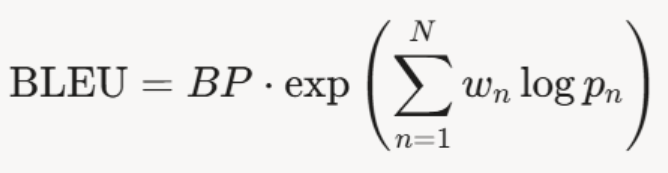 BLEU = BP · exp ( ∑_{n=1}^{N} w_n log p_n )